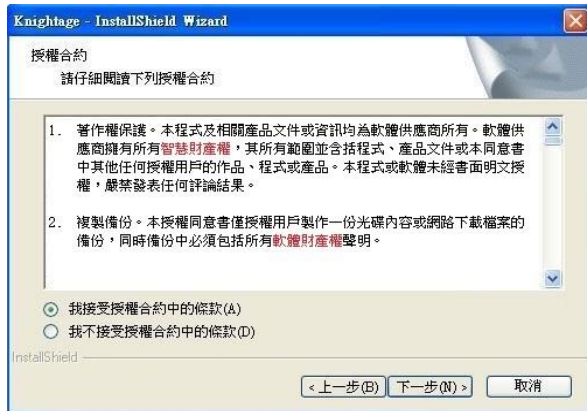 Knightage - InstallShield Wizard
授權合約
請仔細閱讀下列授權合約
1. 著作權保護。本程式及相關產品文件或資訊均為軟體供應商所有。軟體供
應商擁有所有智慧財產權，其所有範圍並含括程式、產品文件或本同意書
中其他任何授權用戶的作品、程式或產品。本程式或軟體未經書面明文授
權，嚴禁發表任何評論結果。
2. 複製備份。本授權同意書僅授權用戶製作一份光碟內容或網路下載檔案的
備份，同時備份中必須包括所有軟體財產權聲明。
我接受授權合約中的條款(A)
我不接受授權合約中的條款(D)
InstallShield
<上一步(B) 下一步(N)> 取消